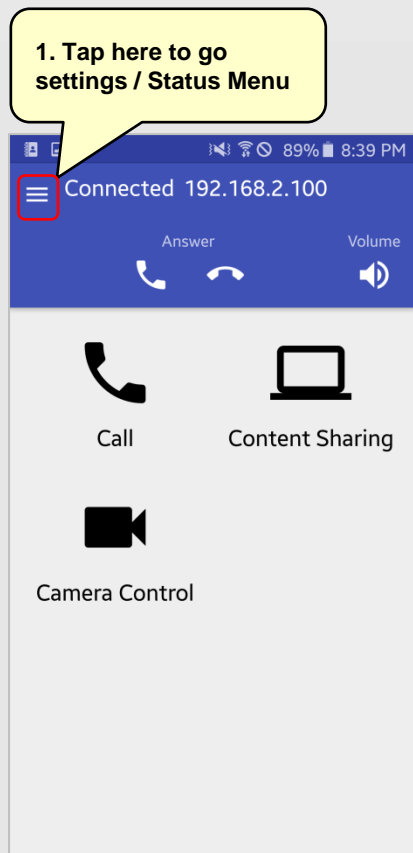 1. Tap here to go
settings / Status Menu
89% 8:39 PM
Connected 192.168.2.100
Answer Volume
Call Content Sharing
Camera Control